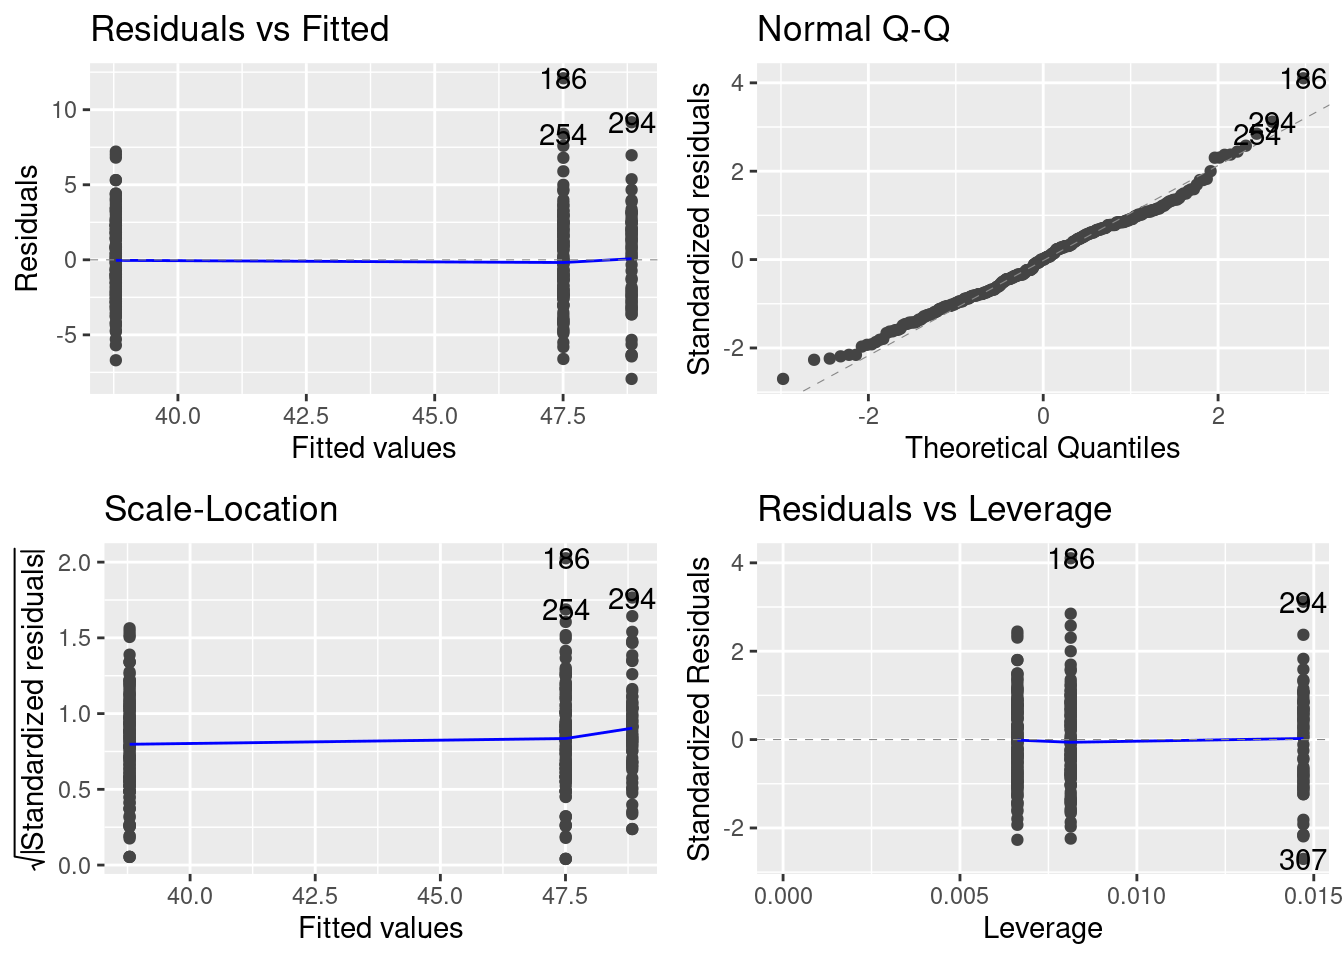 Residuals vs Fitted
186
254
294
10
5
0
-5
Residuals
40.0 42.5 45.0 47.5
Fitted values
Normal Q-Q
186
294
254
4
2
0
-2
Standardized residuals
-2 0 2
Theoretical Quantiles
Scale-Location
186
254
294
2.0
1.5
1.0
0.5
0.0
√|Standardized residuals|
40.0 42.5 45.0 47.5
Fitted values
Residuals vs Leverage
186
294
307
4
2
0
-2
Standardized Residuals
0.000 0.005 0.010 0.015
Leverage